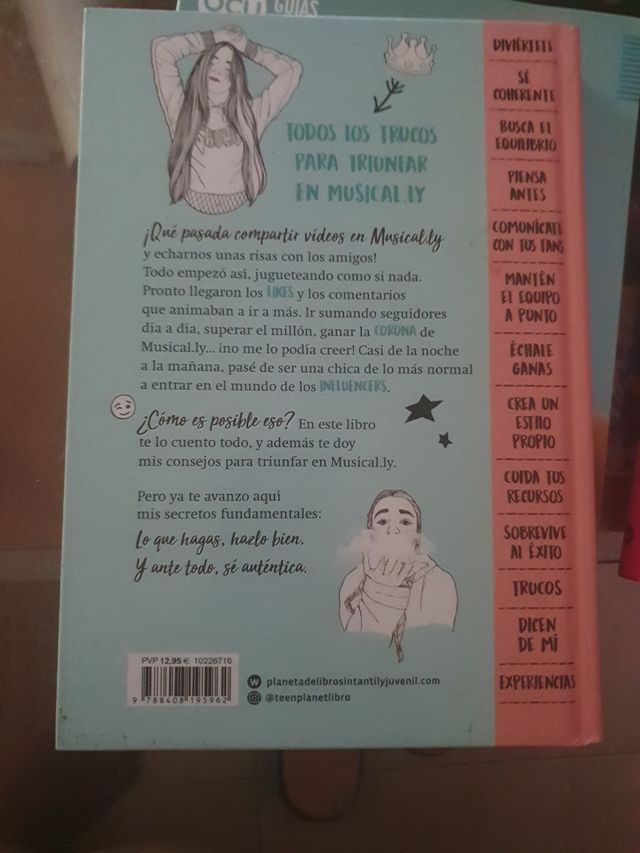 GUÍAS
TODOS LOS TRUCOS
PARA TRIUNFAR
EN MUSICAL.LY
¡Qué pasada compartir vídeos en Musical.ly
y echarnos unas risas con los amigos!
Todo empezó así, jugueteando como si nada.
Pronto llegaron los LIKES y los comentarios
que animaban a ir a más. Ir sumando seguidores
día a día, superar el millón, ganar la CORONA de
Musical.ly... ¡no me lo podía creer! Casi de la noche
a la mañana, pasé de ser una chica de lo más normal
a entrar en el mundo de los INFLUENCERS.
¿Cómo es posible eso? En este libro
te lo cuento todo, y además te doy
mis consejos para triunfar en Musical.ly.
Pero ya te avanzo aquí
mis secretos fundamentales:
Lo que hagas, hazlo bien.
Y ante todo, sé auténtica.
PVP 12,95 € 10226716
9 788408 195962
planetadelibrosinfantilyjuvenil.com
@teenplanetlibro
DIVIÉRTETE
SÉ
COHERENTE
BUSCA EL
EQUILIBRIO
PIENSA
ANTES
COMUNÍCATE
CON TUS FANS
MANTÉN
EL EQUIPO
A PUNTO
ÉCHALE
GANAS
CREA UN
ESTILO
PROPIO
CUIDA TUS
RECURSOS
SOBREVIVE
AL ÉXITO
TRUCOS
DICEN
DE MÍ
EXPERIENCIAS